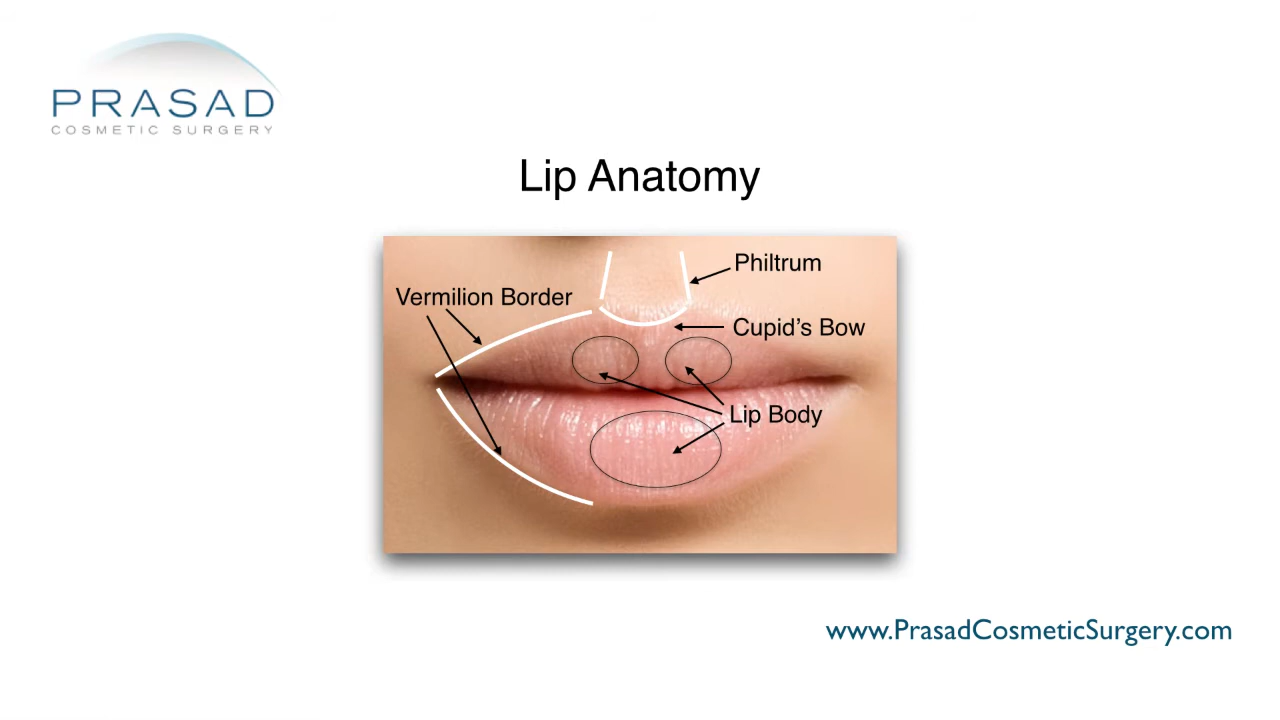 PRASAD
COSMETIC SURGERY
Lip Anatomy
Philtrum
Vermilion Border
Cupid’s Bow
Lip Body
www.PrasadCosmeticSurgery.com